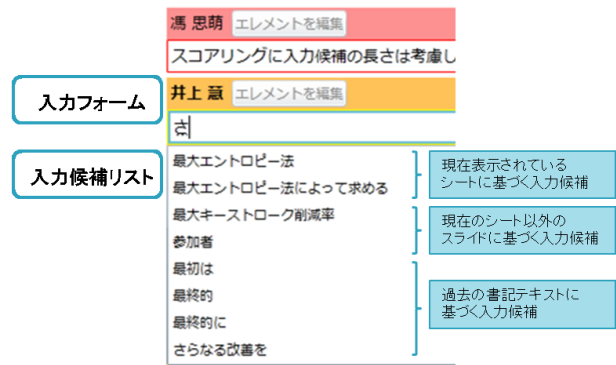 馮 思萌 エレメントを編集
スコアリングに入力候補の長さは考慮し
井上 慧 エレメントを編集
入力フォーム
さ
入力候補リスト
最大エントロピー法
最大エントロピー法によって求める
現在表示されている
シートに基づく入力候補
最大キーストローク削減率
参加者
現在のシート以外の
スライドに基づく入力候補
最初は
最終的
最終的に
さらなる改善を
過去の書記テキストに
基づく入力候補